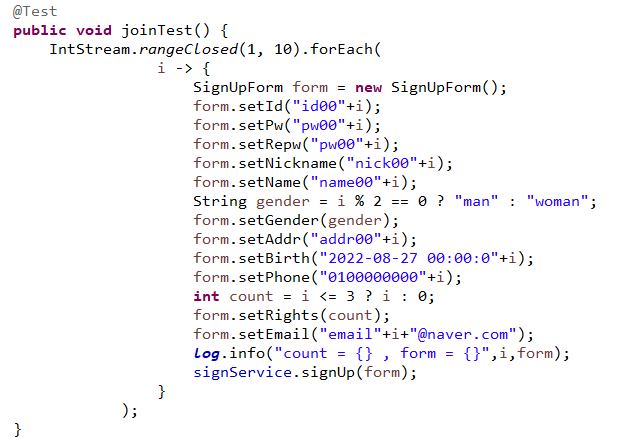 @Test
public void joinTest() {
    IntStream.rangeClosed(1, 10).forEach(
                i -> {
                    SignUpForm form = new SignUpForm();
                    form.setId("id00"+i);
                    form.setPw("pw00"+i);
                    form.setRepw("pw00"+i);
                    form.setNickname("nick00"+i);
                    form.setName("name00"+i);
                    String gender = i % 2 == 0 ? "man" : "woman";
                    form.setGender(gender);
                    form.setAddr("addr00"+i);
                    form.setBirth("2022-08-27 00:00:0"+i);
                    form.setPhone("0100000000"+i);
                    int count = i <= 3 ? i : 0;
                    form.setRights(count);
                    form.setEmail("email"+i+"@naver.com");
                    log.info("count = {} , form = {}",i,form);
                    signService.signUp(form);
                }
            );
}